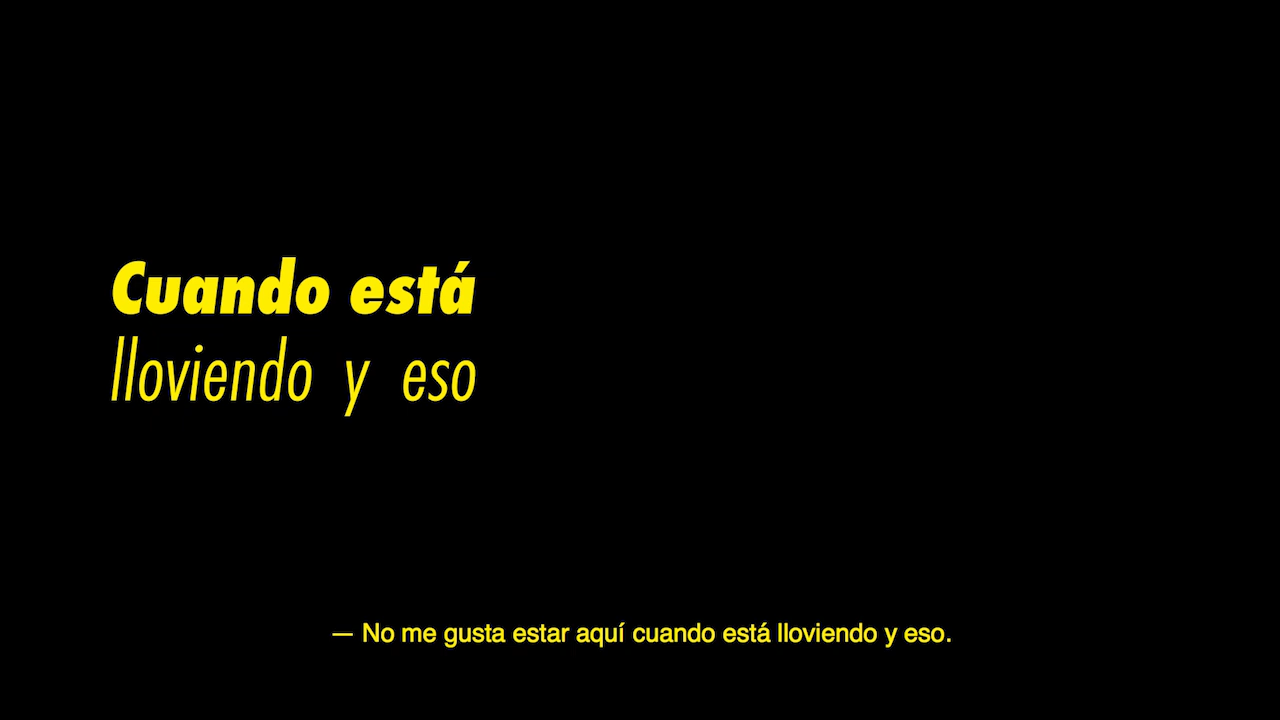 Cuando está
lloviendo y eso
— No me gusta estar aquí cuando está lloviendo y eso.